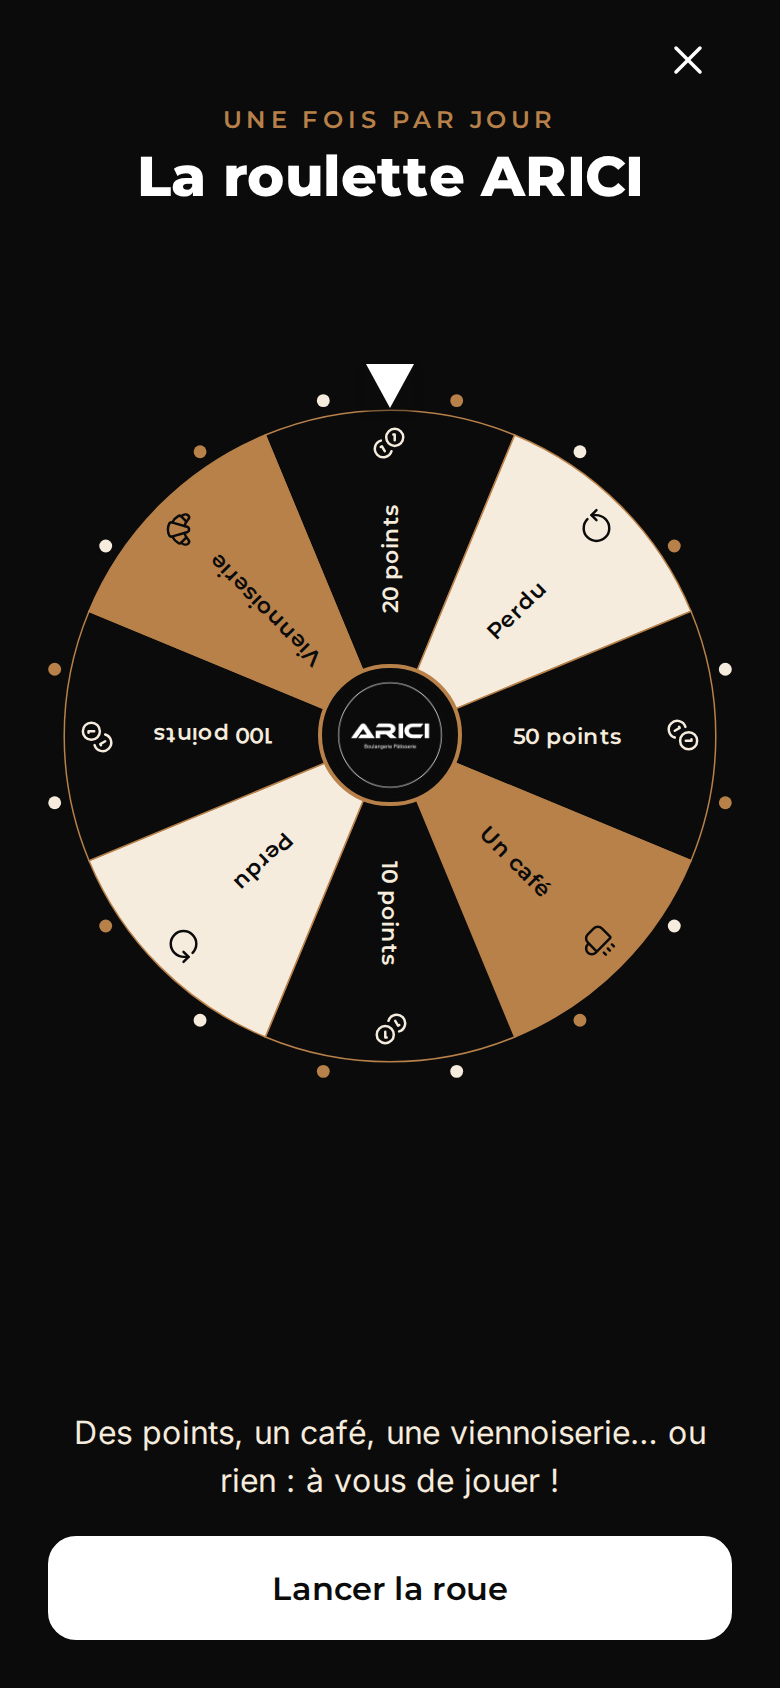 UNE FOIS PAR JOUR
La roulette ARICI
20 points
Perdu
50 points
Un café
10 points
Perdu
100 points
Viennoiserie
ARICI
Boulangerie Pâtisserie
Des points, un café, une viennoiserie... ou
rien : à vous de jouer !
Lancer la roue